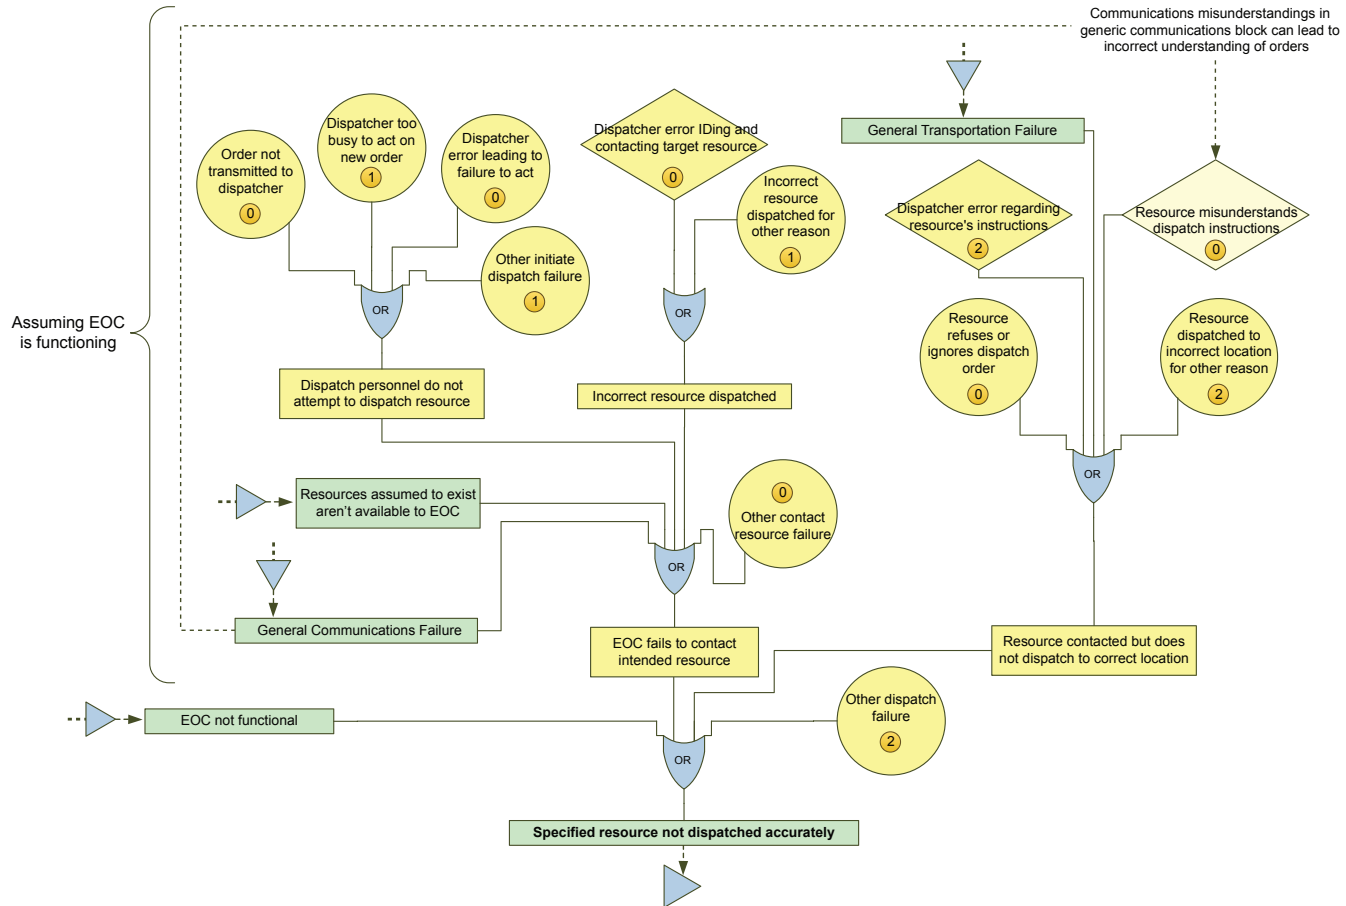 Communications misunderstandings in
generic communications block can lead to
incorrect understanding of orders
Assuming EOC
is functioning
Order not
transmitted to
dispatcher
0
Dispatcher too
busy to act on
new order
1
Dispatcher
error leading to
failure to act
0
Other initiate
dispatch failure
1
OR
Dispatch personnel do not
attempt to dispatch resource
Dispatcher error IDing and
contacting target resource
0
Incorrect
resource
dispatched for
other reason
1
OR
Incorrect resource dispatched
General Transportation Failure
Dispatcher error regarding
resource's instructions
2
Resource misunderstands
dispatch instructions
0
Resource
refuses or
ignores dispatch
order
0
Resource
dispatched to
incorrect location
for other reason
2
OR
Resources assumed to exist
aren't available to EOC
0
Other contact
resource failure
OR
General Communications Failure
EOC fails to contact
intended resource
Resource contacted but does
not dispatch to correct location
EOC not functional
Other dispatch
failure
2
OR
Specified resource not dispatched accurately